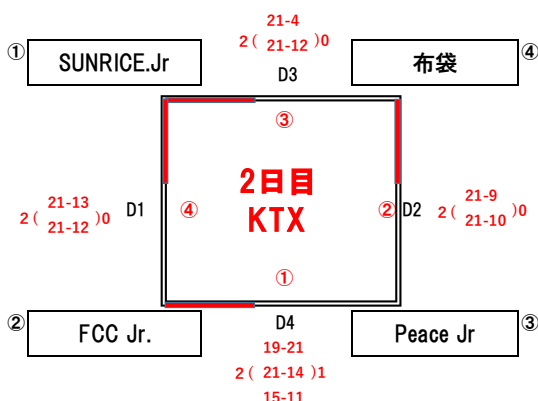 21-4
2 ( 21-12 )0
① SUNRICE.Jr
D3
布袋 ④
③
2日目
KTX
21-13
2 ( 21-12 )0
D1
④
② D2
21-9
2 ( 21-10 )0
①
② FCC Jr.
D4
Peace Jr ③
19-21
2 ( 21-14 )1
15-11